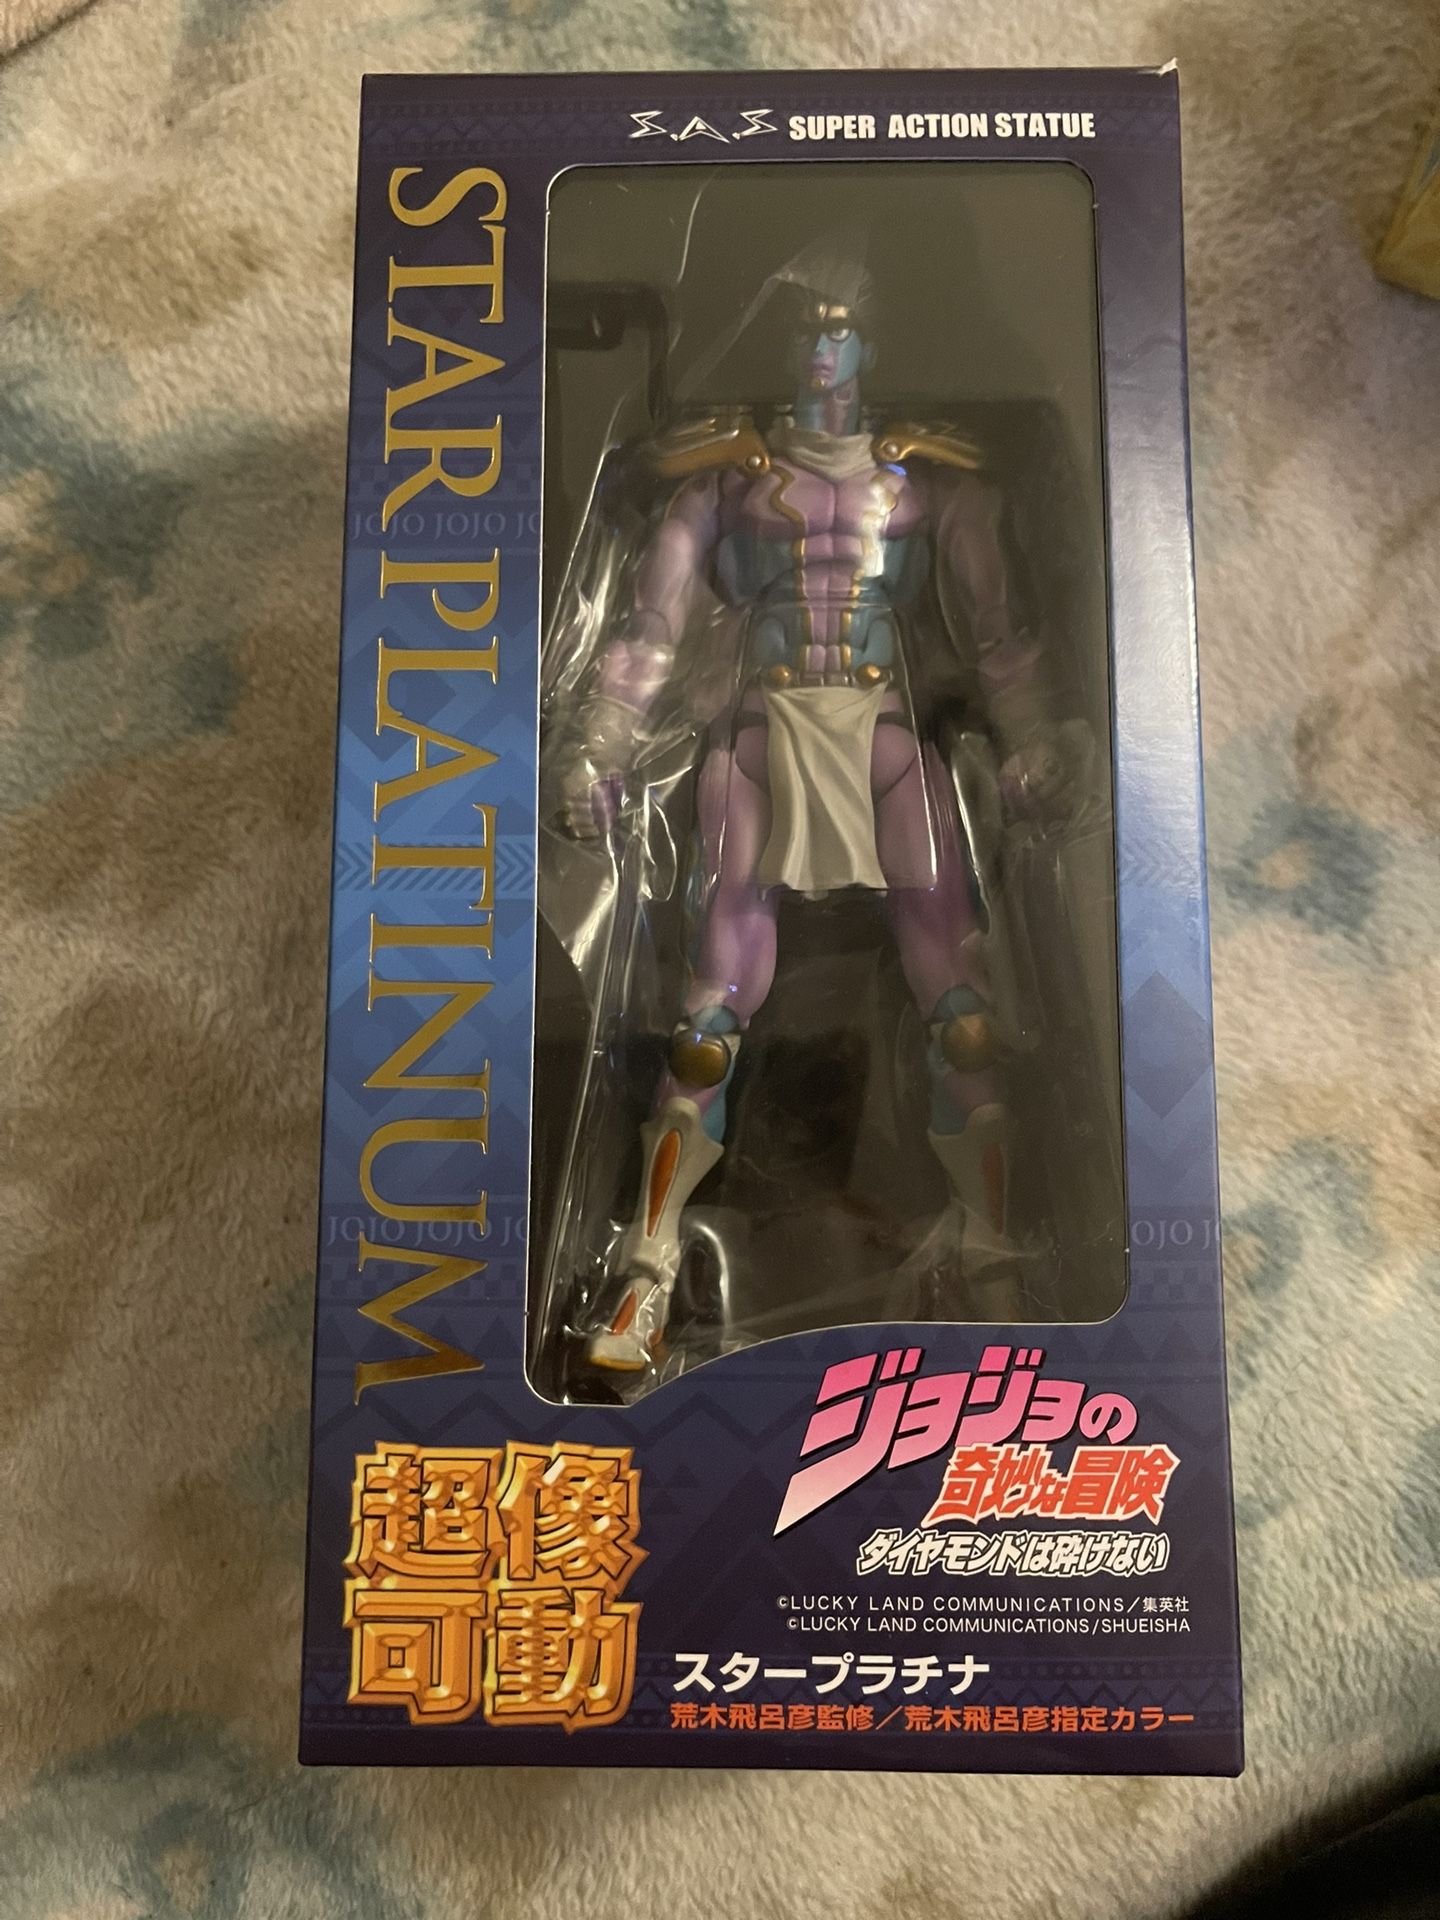 S.A.S SUPER ACTION STATUE
STAR PLATINUM
JOJO JOJO JO
JOJO JOJO JO
OJO JO
超像
可動
ジョジョの
奇妙な冒険
ダイヤモンドは砕けない
©LUCKY LAND COMMUNICATIONS/集英社
©LUCKY LAND COMMUNICATIONS/SHUEISHA
スタープラチナ
荒木飛呂彦監修/荒木飛呂彦指定カラー